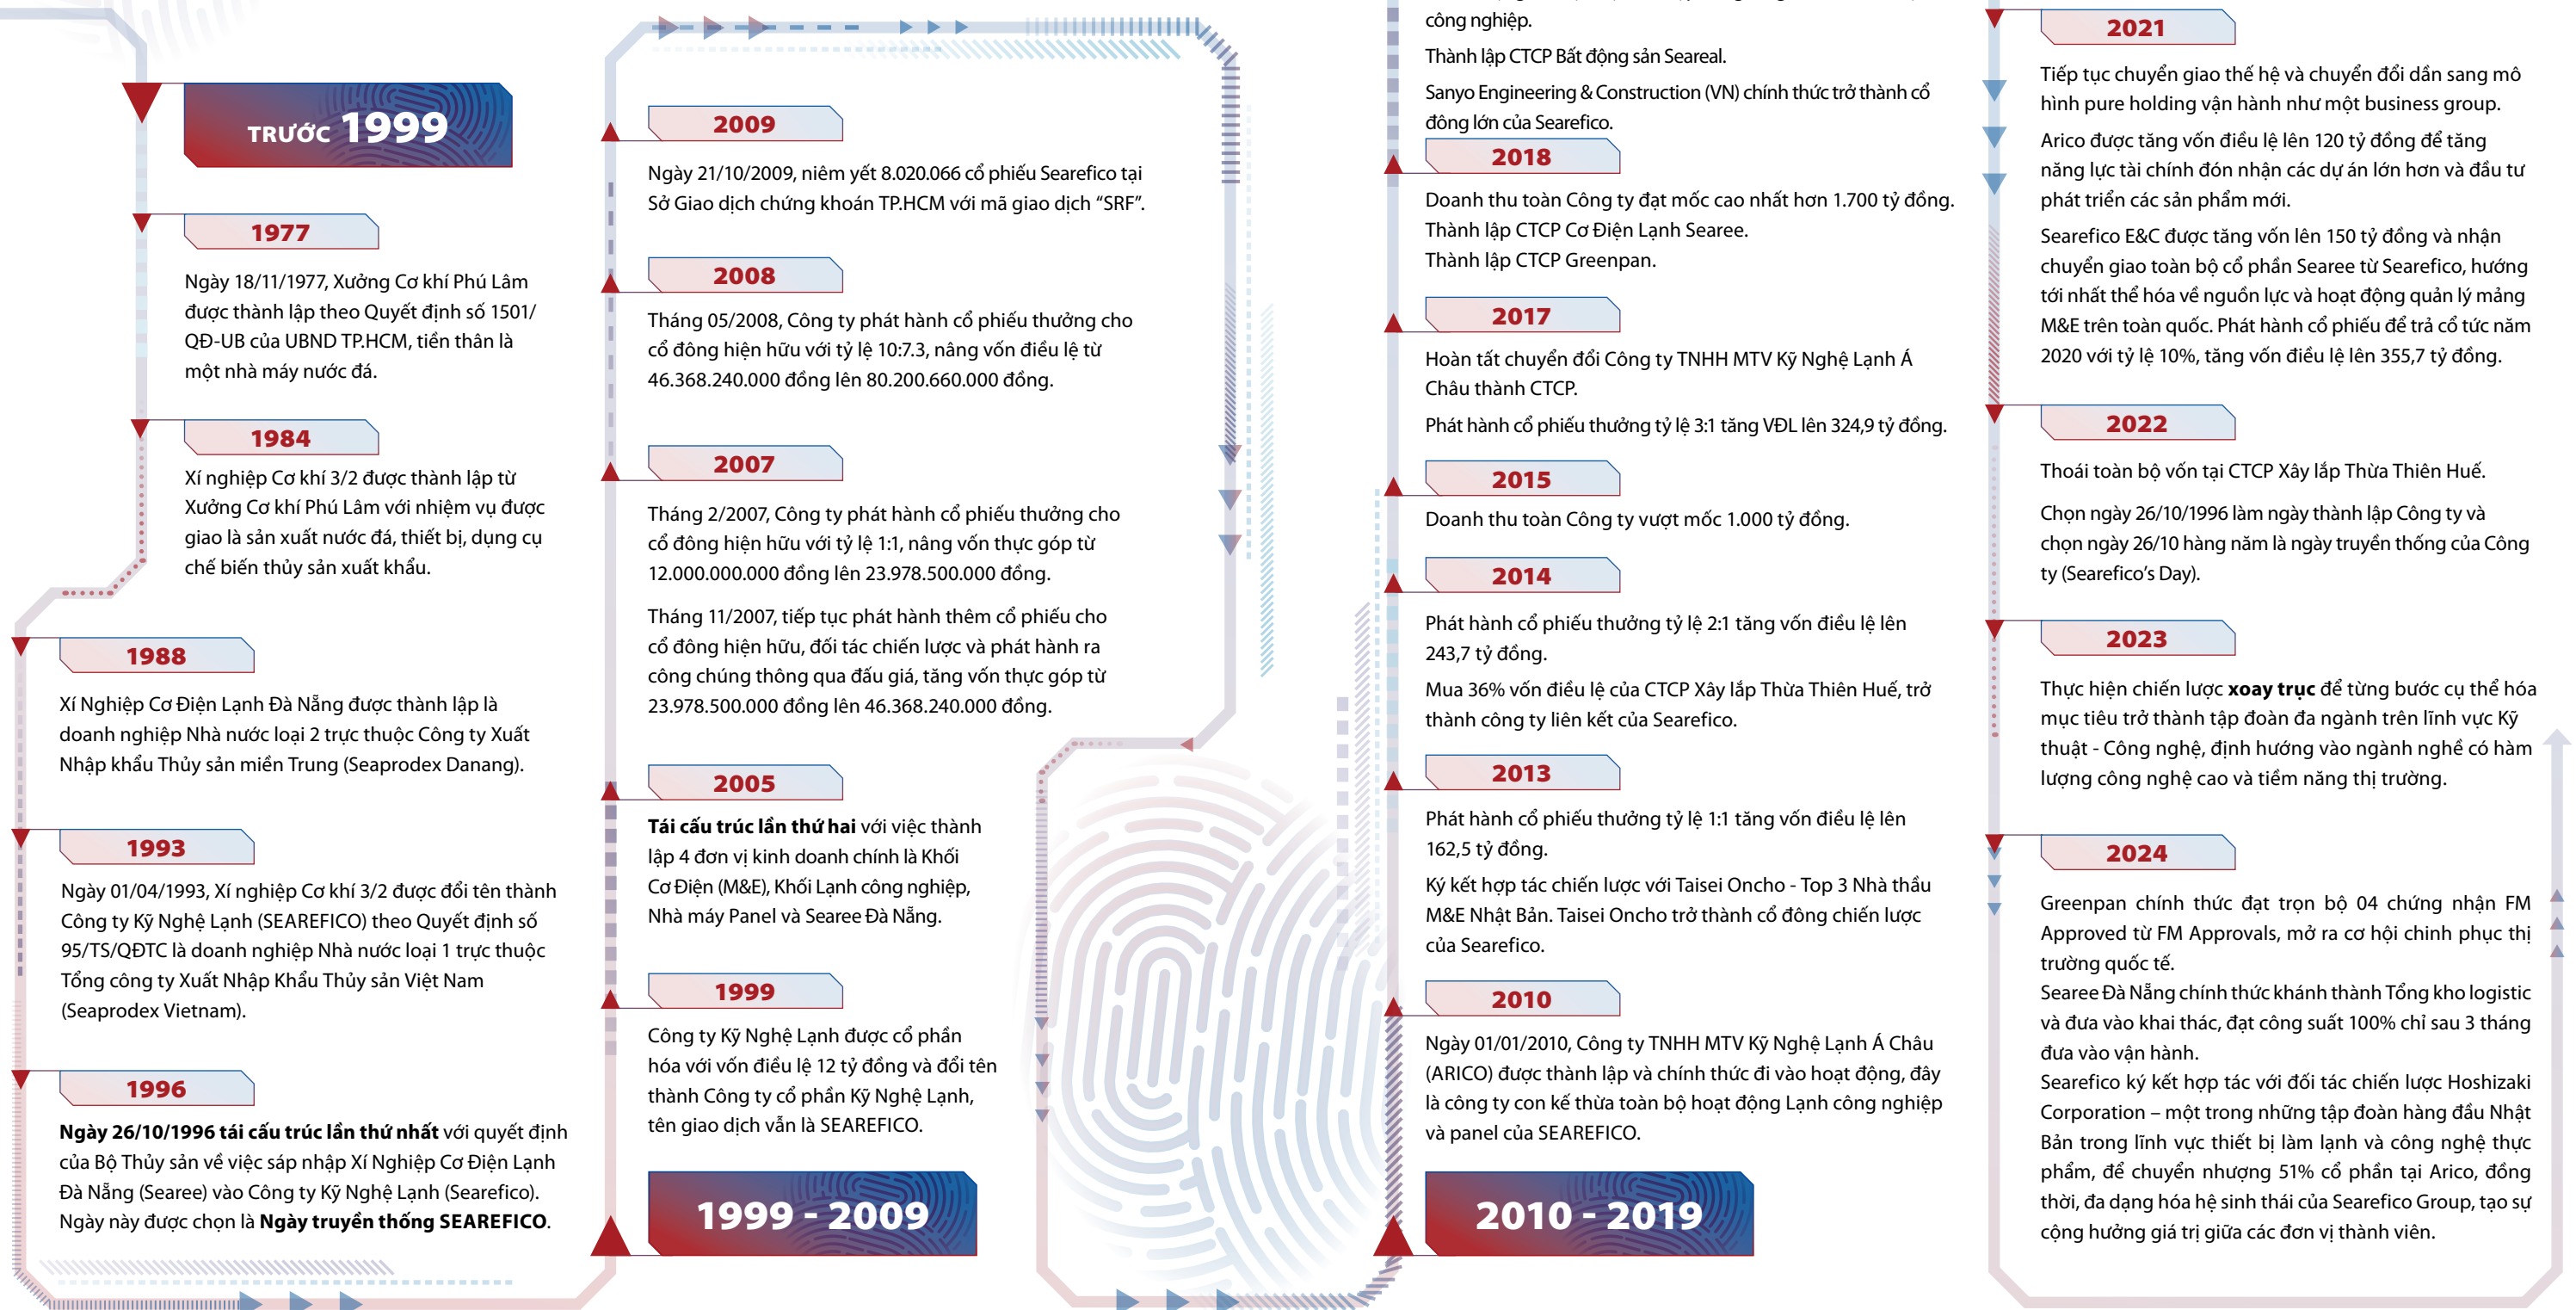 TRƯỚC 1999
1977
Ngày 18/11/1977, Xưởng Cơ khí Phú Lâm
được thành lập theo Quyết định số 1501/
QĐ-UB của UBND TP.HCM, tiền thân là
một nhà máy nước đá.
1984
Xí nghiệp Cơ khí 3/2 được thành lập từ
Xưởng Cơ khí Phú Lâm với nhiệm vụ được
giao là sản xuất nước đá, thiết bị, dụng cụ
chế biến thủy sản xuất khẩu.
1988
Xí Nghiệp Cơ Điện Lạnh Đà Nẵng được thành lập là
doanh nghiệp Nhà nước loại 2 trực thuộc Công ty Xuất
Nhập khẩu Thủy sản miền Trung (Seaprodex Danang).
1993
Ngày 01/04/1993, Xí nghiệp Cơ khí 3/2 được đổi tên thành
Công ty Kỹ Nghệ Lạnh (SEAREFICO) theo Quyết định số
95/TS/QĐTC là doanh nghiệp Nhà nước loại 1 trực thuộc
Tổng công ty Xuất Nhập Khẩu Thủy sản Việt Nam
(Seaprodex Vietnam).
1996
Ngày 26/10/1996 tái cấu trúc lần thứ nhất với quyết định
của Bộ Thủy sản về việc sáp nhập Xí Nghiệp Cơ Điện Lạnh
Đà Nẵng (Searee) vào Công ty Kỹ Nghệ Lạnh (Searefico).
Ngày này được chọn là Ngày truyền thống SEAREFICO.
2009
Ngày 21/10/2009, niêm yết 8.020.066 cổ phiếu Searefico tại
Sở Giao dịch chứng khoán TP.HCM với mã giao dịch “SRF”.
2008
Tháng 05/2008, Công ty phát hành cổ phiếu thưởng cho
cổ đông hiện hữu với tỷ lệ 10:7.3, nâng vốn điều lệ từ
46.368.240.000 đồng lên 80.200.660.000 đồng.
2007
Tháng 2/2007, Công ty phát hành cổ phiếu thưởng cho
cổ đông hiện hữu với tỷ lệ 1:1, nâng vốn thực góp từ
12.000.000.000 đồng lên 23.978.500.000 đồng.
Tháng 11/2007, tiếp tục phát hành thêm cổ phiếu cho
cổ đông hiện hữu, đối tác chiến lược và phát hành ra
công chúng thông qua đấu giá, tăng vốn thực góp từ
23.978.500.000 đồng lên 46.368.240.000 đồng.
2005
Tái cấu trúc lần thứ hai với việc thành
lập 4 đơn vị kinh doanh chính là Khối
Cơ Điện (M&E), Khối Lạnh công nghiệp,
Nhà máy Panel và Searee Đà Nẵng.
1999
Công ty Kỹ Nghệ Lạnh được cổ phần
hóa với vốn điều lệ 12 tỷ đồng và đổi tên
thành Công ty cổ phần Kỹ Nghệ Lạnh,
tên giao dịch vẫn là SEAREFICO.
1999 - 2009
công nghiệp.
Thành lập CTCP Bất động sản Seareal.
Sanyo Engineering & Construction (VN) chính thức trở thành cổ
đông lớn của Searefico.
2018
Doanh thu toàn Công ty đạt mốc cao nhất hơn 1.700 tỷ đồng.
Thành lập CTCP Cơ Điện Lạnh Searee.
Thành lập CTCP Greenpan.
2017
Hoàn tất chuyển đổi Công ty TNHH MTV Kỹ Nghệ Lạnh Á
Châu thành CTCP.
Phát hành cổ phiếu thưởng tỷ lệ 3:1 tăng VĐL lên 324,9 tỷ đồng.
2015
Doanh thu toàn Công ty vượt mốc 1.000 tỷ đồng.
2014
Phát hành cổ phiếu thưởng tỷ lệ 2:1 tăng vốn điều lệ lên
243,7 tỷ đồng.
Mua 36% vốn điều lệ của CTCP Xây lắp Thừa Thiên Huế, trở
thành công ty liên kết của Searefico.
2013
Phát hành cổ phiếu thưởng tỷ lệ 1:1 tăng vốn điều lệ lên
162,5 tỷ đồng.
Ký kết hợp tác chiến lược với Taisei Oncho - Top 3 Nhà thầu
M&E Nhật Bản. Taisei Oncho trở thành cổ đông chiến lược
của Searefico.
2010
Ngày 01/01/2010, Công ty TNHH MTV Kỹ Nghệ Lạnh Á Châu
(ARICO) được thành lập và chính thức đi vào hoạt động, đây
là công ty con kế thừa toàn bộ hoạt động Lạnh công nghiệp
và panel của SEAREFICO.
2010 - 2019
2021
Tiếp tục chuyển giao thế hệ và chuyển đổi dần sang mô
hình pure holding vận hành như một business group.
Arico được tăng vốn điều lệ lên 120 tỷ đồng để tăng
năng lực tài chính đón nhận các dự án lớn hơn và đầu tư
phát triển các sản phẩm mới.
Searefico E&C được tăng vốn lên 150 tỷ đồng và nhận
chuyển giao toàn bộ cổ phần Searee từ Searefico, hướng
tới nhất thể hóa về nguồn lực và hoạt động quản lý mảng
M&E trên toàn quốc. Phát hành cổ phiếu để trả cổ tức năm
2020 với tỷ lệ 10%, tăng vốn điều lệ lên 355,7 tỷ đồng.
2022
Thoái toàn bộ vốn tại CTCP Xây lắp Thừa Thiên Huế.
Chọn ngày 26/10/1996 làm ngày thành lập Công ty và
chọn ngày 26/10 hàng năm là ngày truyền thống của Công
ty (Searefico’s Day).
2023
Thực hiện chiến lược xoay trục để từng bước cụ thể hóa
mục tiêu trở thành tập đoàn đa ngành trên lĩnh vực Kỹ
thuật - Công nghệ, định hướng vào ngành nghề có hàm
lượng công nghệ cao và tiềm năng thị trường.
2024
Greenpan chính thức đạt trọn bộ 04 chứng nhận FM
Approved từ FM Approvals, mở ra cơ hội chinh phục thị
trường quốc tế.
Searee Đà Nẵng chính thức khánh thành Tổng kho logistic
và đưa vào khai thác, đạt công suất 100% chỉ sau 3 tháng
đưa vào vận hành.
Searefico ký kết hợp tác với đối tác chiến lược Hoshizaki
Corporation – một trong những tập đoàn hàng đầu Nhật
Bản trong lĩnh vực thiết bị làm lạnh và công nghệ thực
phẩm, để chuyển nhượng 51% cổ phần tại Arico, đồng
thời, đa dạng hóa hệ sinh thái của Searefico Group, tạo sự
cộng hưởng giá trị giữa các đơn vị thành viên.